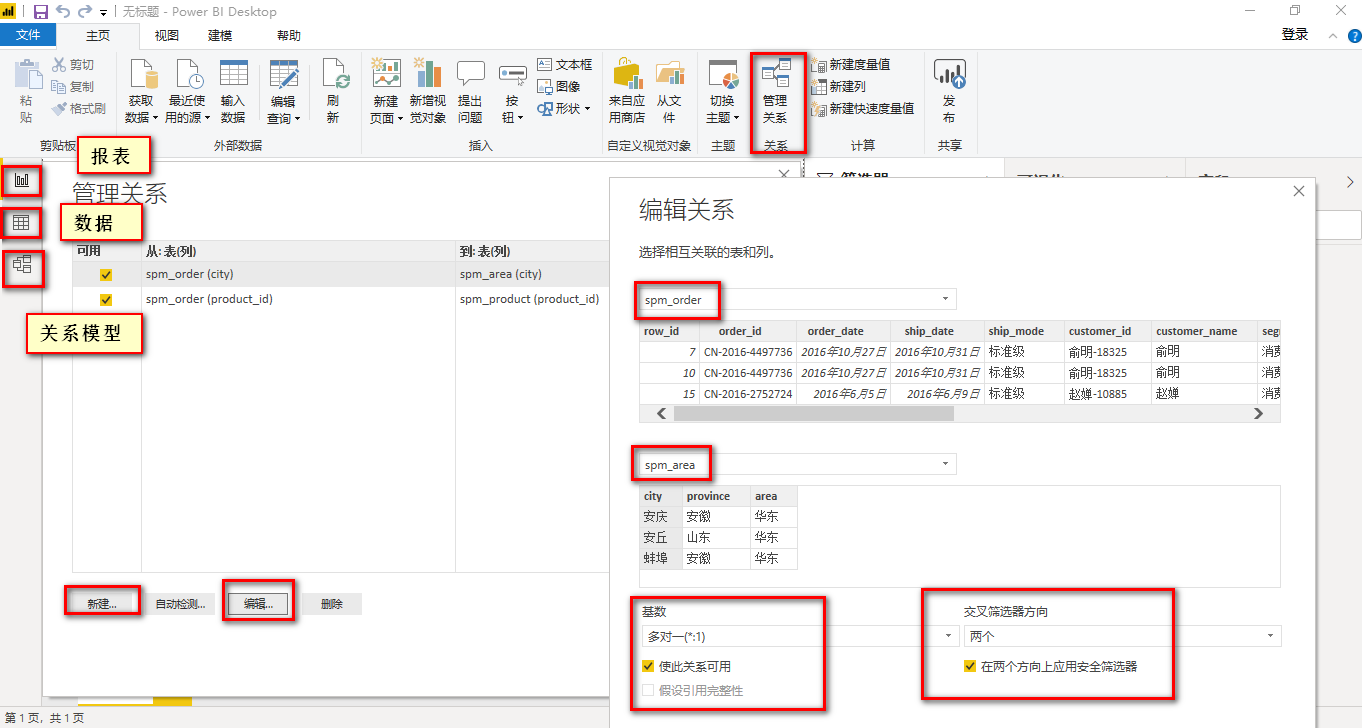 无标题 - Power BI Desktop
文件 主页 视图 建模 帮助 登录
粘贴
剪切
复制
格式刷
剪贴板
获取数据
最近使用的源
输入数据
编辑查询
外部数据
刷新
新建页面
新增视觉对象
提出问题
按钮
文本框
图像
形状
插入
来自应用商店
从文件
自定义视觉对象
切换主题
主题
管理关系
关系
新建度量值
新建列
新建快速度量值
计算
发布
共享
报表
数据
关系模型
管理关系
可用 从: 表(列) 到: 表(列)
spm_order (city) spm_area (city)
spm_order (product_id) spm_product (product_id)
新建... 自动检测... 编辑... 删除
编辑关系
选择相互关联的表和列。
spm_order
row_id order_id order_date ship_date ship_mode customer_id customer_name
7 CN-2016-4497736 2016年10月27日 2016年10月31日 标准级 俞明-18325 俞明 消费
10 CN-2016-4497736 2016年10月27日 2016年10月31日 标准级 俞明-18325 俞明 消费
15 CN-2016-2752724 2016年6月5日 2016年6月9日 标准级 赵婵-10885 赵婵 消费
spm_area
city province area
安庆 安徽 华东
安丘 山东 华东
蚌埠 安徽 华东
基数
多对一(*:1)
使此关系可用
假设引用完整性
交叉筛选器方向
两个
在两个方向上应用安全筛选器
第 1 页, 共 1 页